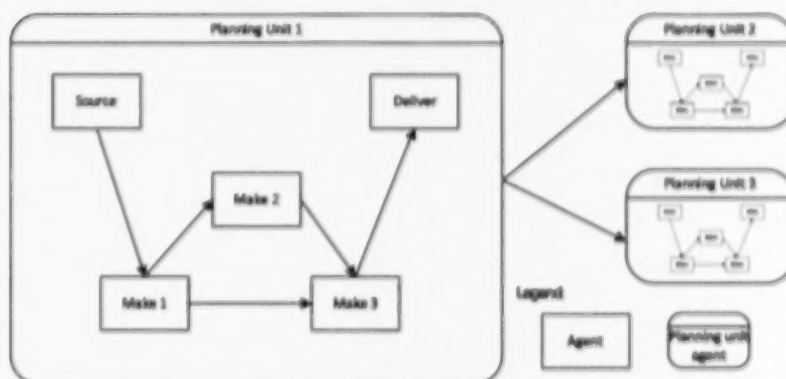 Planning Unit 1
Source
Deliver
Make 2
Make 1
Make 3
Planning Unit 2
Planning Unit 3
Legend:
Agent
Planning unit
agent